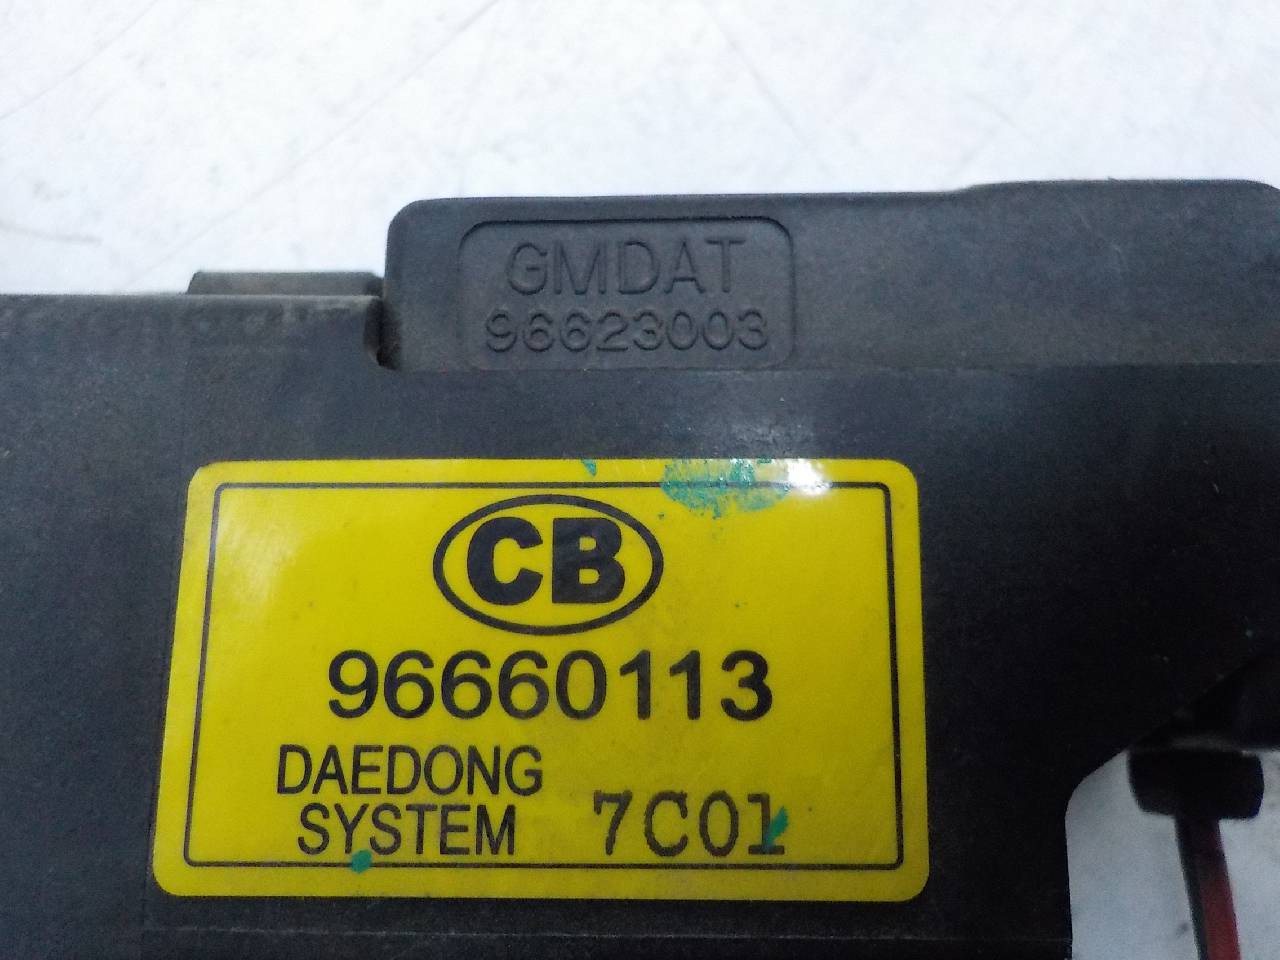 GMDAT
96623003
CB
96660113
DAEDONG
SYSTEM 7C01